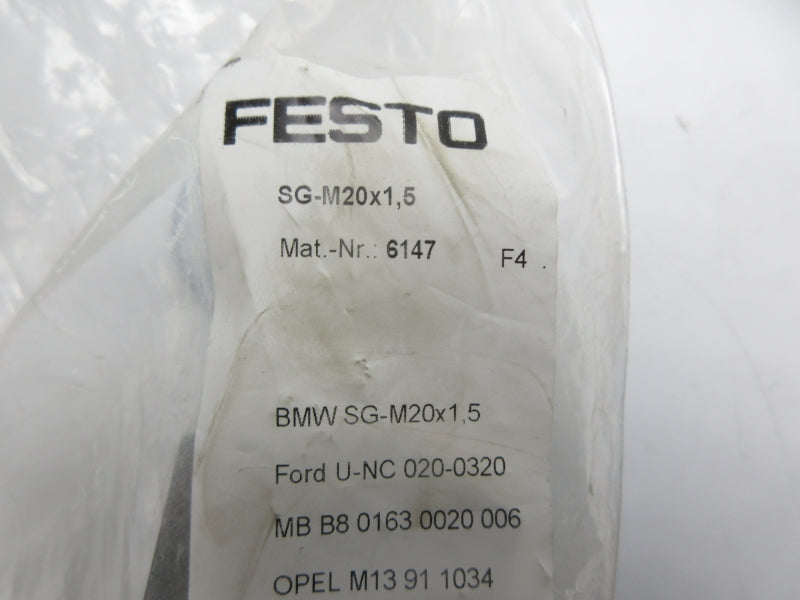 FESTO
SG-M20x1,5
Mat.-Nr.: 6147 F4 .
BMW SG-M20x1,5
Ford U-NC 020-0320
MB B8 0163 0020 006
OPEL M13 91 1034